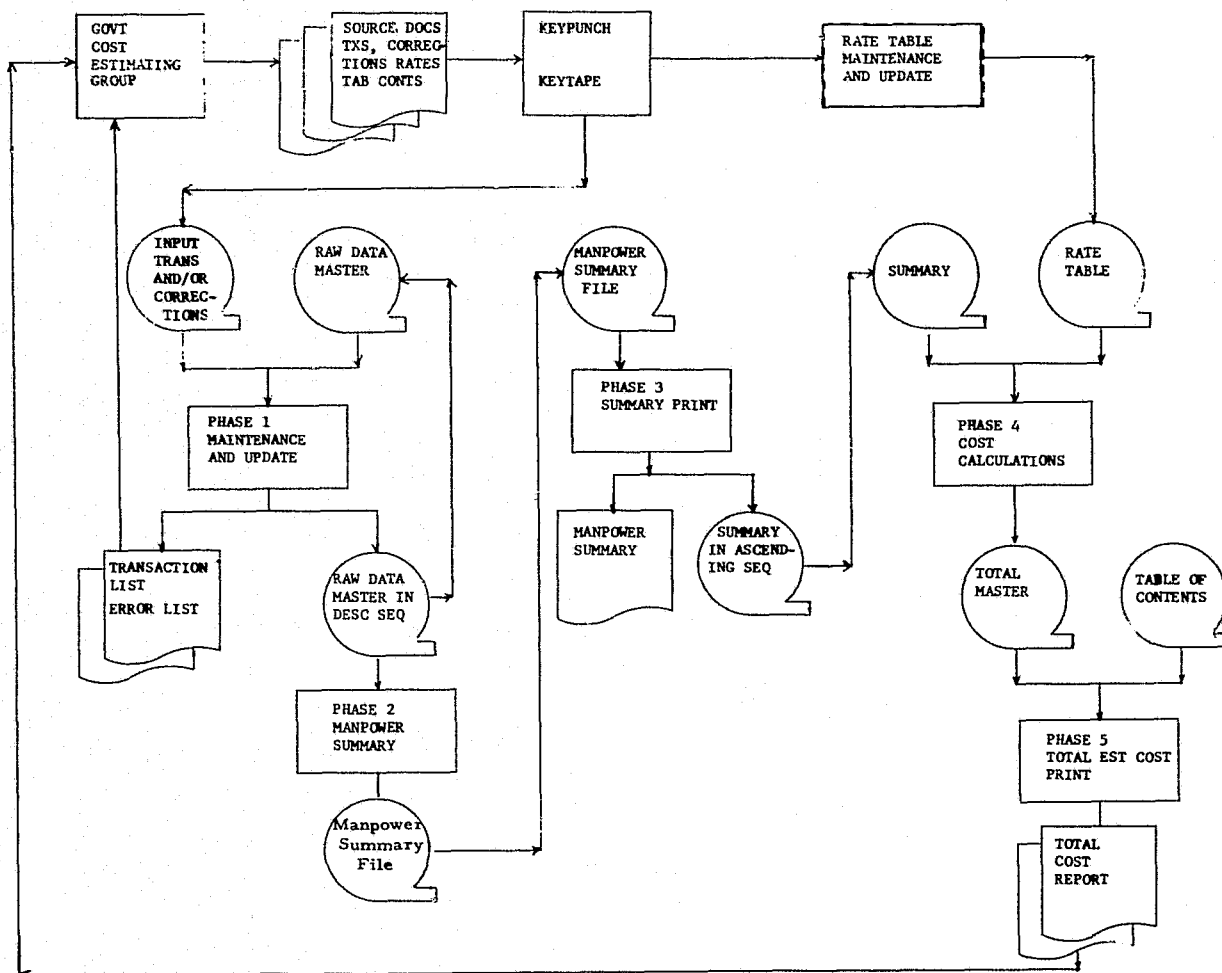 GOVT
COST
ESTIMATING
GROUP
SOURCE DOCS
TXS, CORREC-
TIONS RATES
TAB CONTS
KEYPUNCH
KEYTAPE
RATE TABLE
MAINTENANCE
AND UPDATE
INPUT
TRANS
AND/OR
CORREC-
TIONS
RAW DATA
MASTER
MANPOWER
SUMMARY
FILE
SUMMARY
RATE
TABLE
PHASE 1
MAINTENANCE
AND UPDATE
PHASE 3
SUMMARY PRINT
PHASE 4
COST
CALCULATIONS
TRANSACTION
LIST
ERROR LIST
RAW DATA
MASTER IN
DESC SEQ
MANPOWER
SUMMARY
SUMMARY
IN ASCEND-
ING SEQ
TOTAL
MASTER
TABLE OF
CONTENTS
PHASE 2
MANPOWER
SUMMARY
PHASE 5
TOTAL EST COST
PRINT
Manpower
Summary
File
TOTAL
COST
REPORT